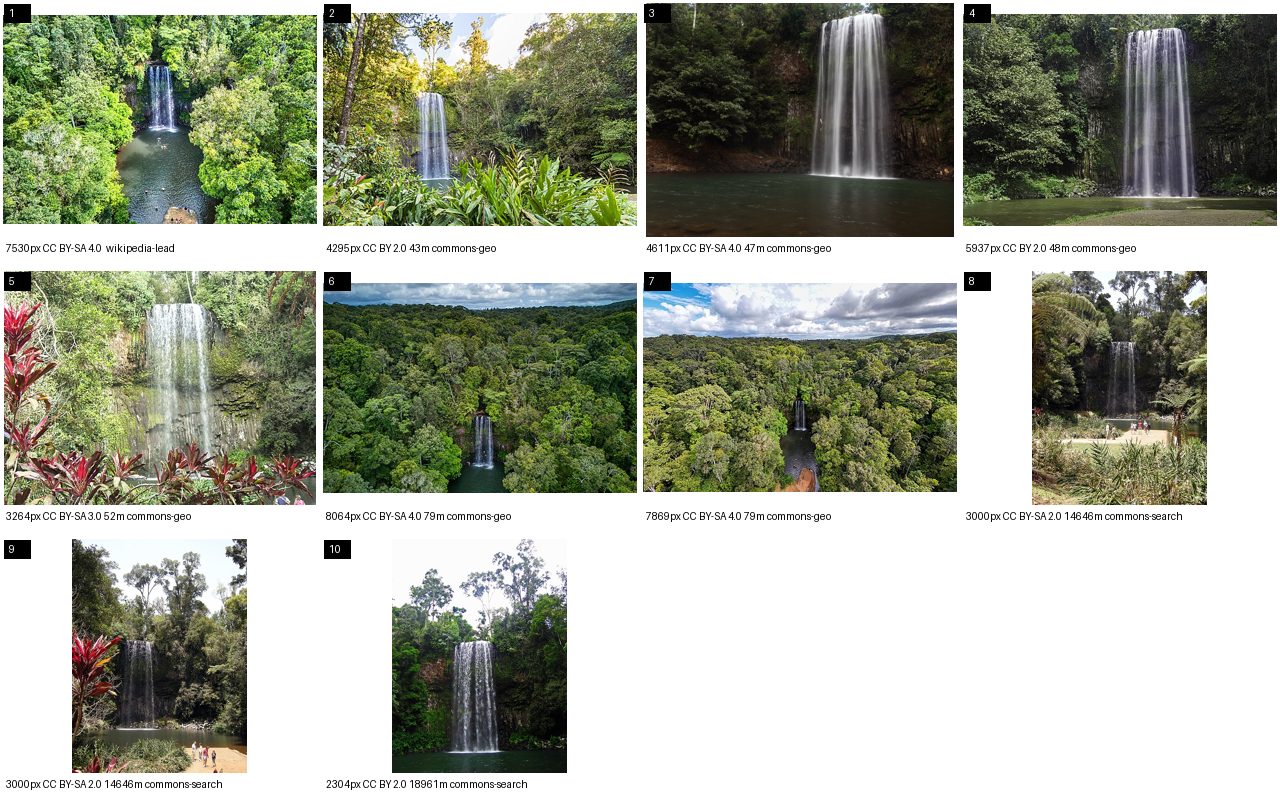 1
2
3
4
7530px CC BY-SA 4.0 wikipedia-lead
4295px CC BY 2.0 43m commons-geo
4611px CC BY-SA 4.0 47m commons-geo
5937px CC BY 2.0 48m commons-geo
5
6
7
8
3264px CC BY-SA 3.0 52m commons-geo
8064px CC BY-SA 4.0 79m commons-geo
7869px CC BY-SA 4.0 79m commons-geo
3000px CC BY-SA 2.0 14646m commons-search
9
10
3000px CC BY-SA 2.0 14646m commons-search
2304px CC BY 2.0 18961m commons-search